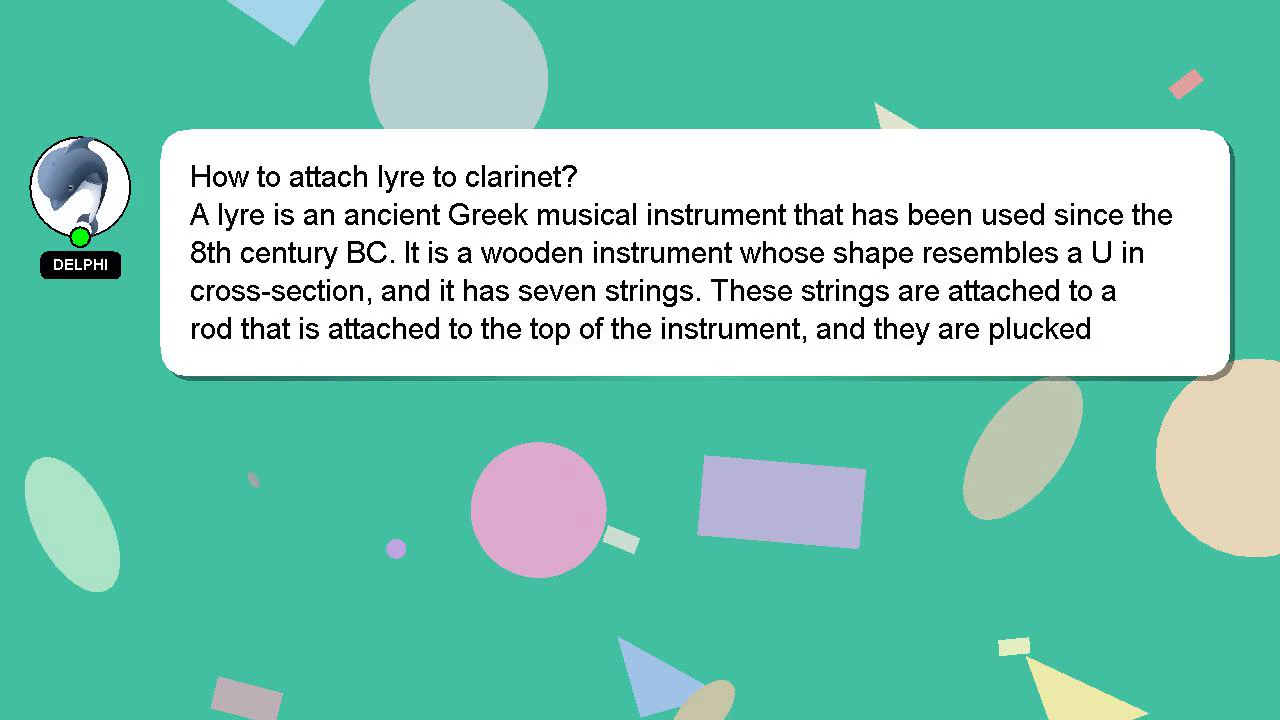 How to attach lyre to clarinet?
A lyre is an ancient Greek musical instrument that has been used since the
8th century BC. It is a wooden instrument whose shape resembles a U in
cross-section, and it has seven strings. These strings are attached to a
rod that is attached to the top of the instrument, and they are plucked
DELPHI